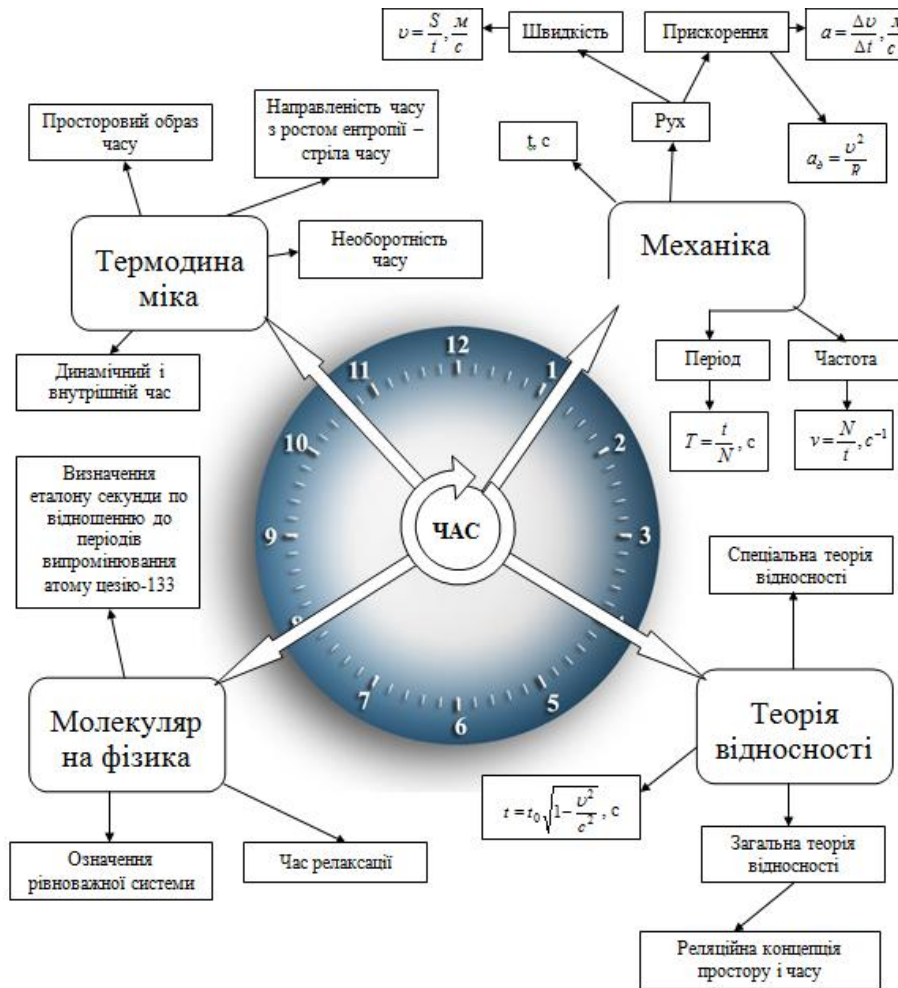 υ = S/t, м/с
Швидкість
Прискорення
a = Δυ/Δt, м/с
Просторовий образ
часу
Направленість часу
з ростом ентропії –
стріла часу
t, с
Рух
a_д = υ²/R
Термодина
міка
Необоротність
часу
Механіка
Динамічний і
внутрішній час
Період
Частота
T = t/N, с
ν = N/t, с⁻¹
Визначення
еталону секунди по
відношенню до
періодів
випромінювання
атому цезію-133
12
11
1
10
2
9
ЧАС
3
8
7
5
6
Спеціальна теорія
відносності
Молекуляр
на фізика
Теорія
відносності
t = t₀√(1 − υ²/c²), с
Означення
рівноважної системи
Час релаксації
Загальна теорія
відносності
Реляційна концепція
простору і часу